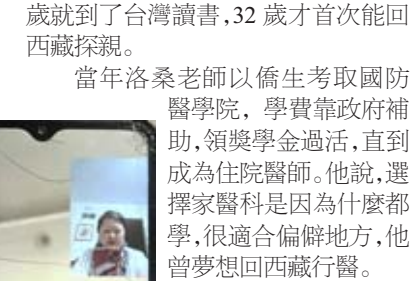 歲就到了台灣讀書,32 歲才首次能回
西藏探親。
當年洛桑老師以僑生考取國防
醫學院，學費靠政府補
助,領獎學金過活,直到
成為住院醫師。他說,選
擇家醫科是因為什麼都
學,很適合偏僻地方,他
曾夢想回西藏行醫。